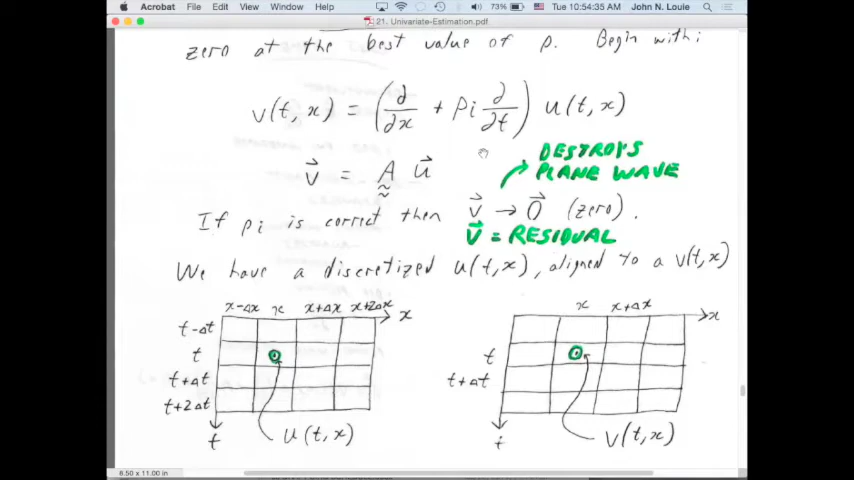 Acrobat File Edit View Window Help 73% Tue 10:54:35 AM John N. Louie
21. Univariate-Estimation.pdf
zero at the best value of p. Begin with:
v(t, x) = (∂/∂x + pi ∂/∂t) u(t, x)
v⃗ = A u⃗
DESTROYS
PLANE WAVE
If pi is correct then v⃗ → 0⃗ (zero).
v⃗ = RESIDUAL
We have a discretized u(t,x), aligned to a v(t,x)
x-Δx x x+Δx x+2Δx x
t-Δt
t
t+Δt
t+2Δt
t
u(t,x)
x x+Δx x
t
t+Δt
t
v(t,x)
8.50 x 11.00 in